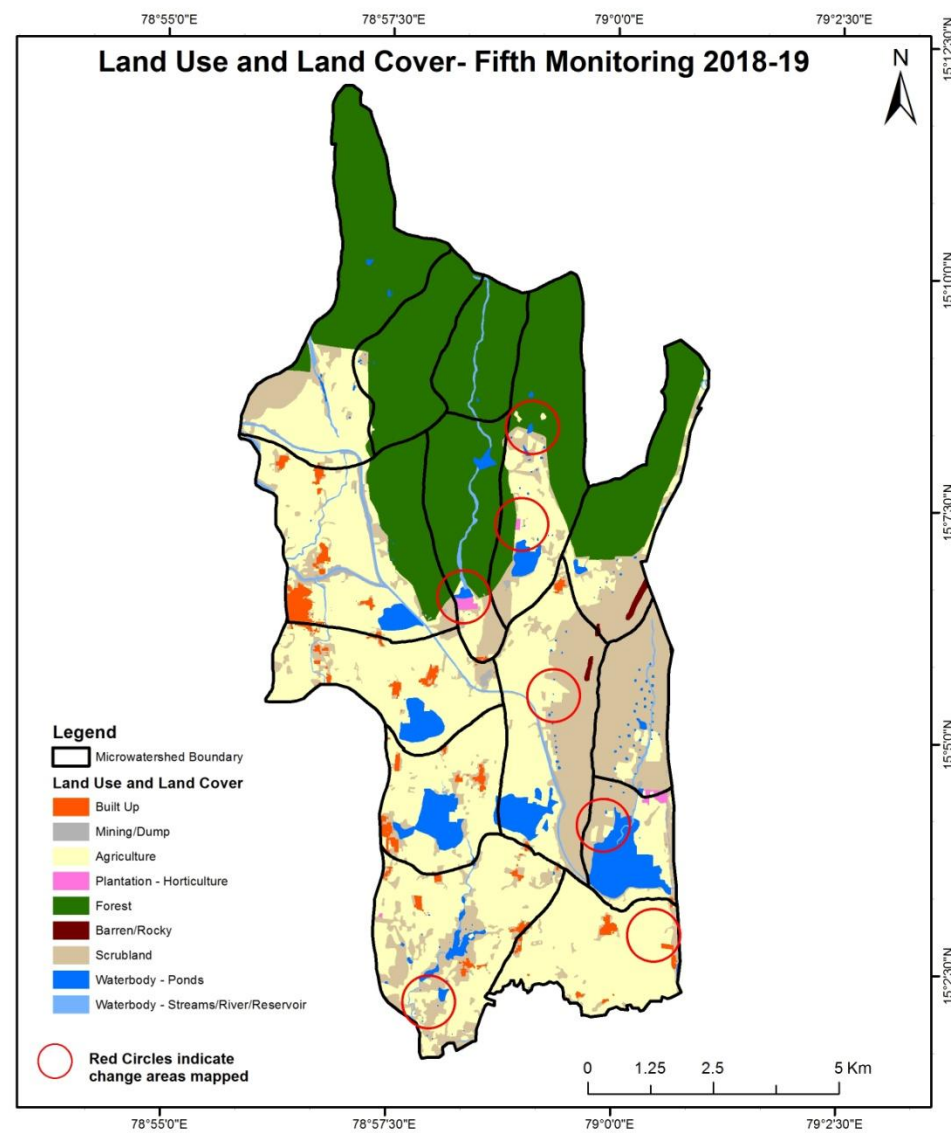 78°55'0"E 78°57'30"E 79°0'0"E 79°2'30"E
Land Use and Land Cover- Fifth Monitoring 2018-19
N
15°12'30"N
15°10'0"N
15°7'30"N
15°5'0"N
15°2'30"N
Legend
Microwatershed Boundary
Land Use and Land Cover
Built Up
Mining/Dump
Agriculture
Plantation - Horticulture
Forest
Barren/Rocky
Scrubland
Waterbody - Ponds
Waterbody - Streams/River/Reservoir
Red Circles indicate
change areas mapped
0 1.25 2.5 5 Km
78°55'0"E 78°57'30"E 79°0'0"E 79°2'30"E